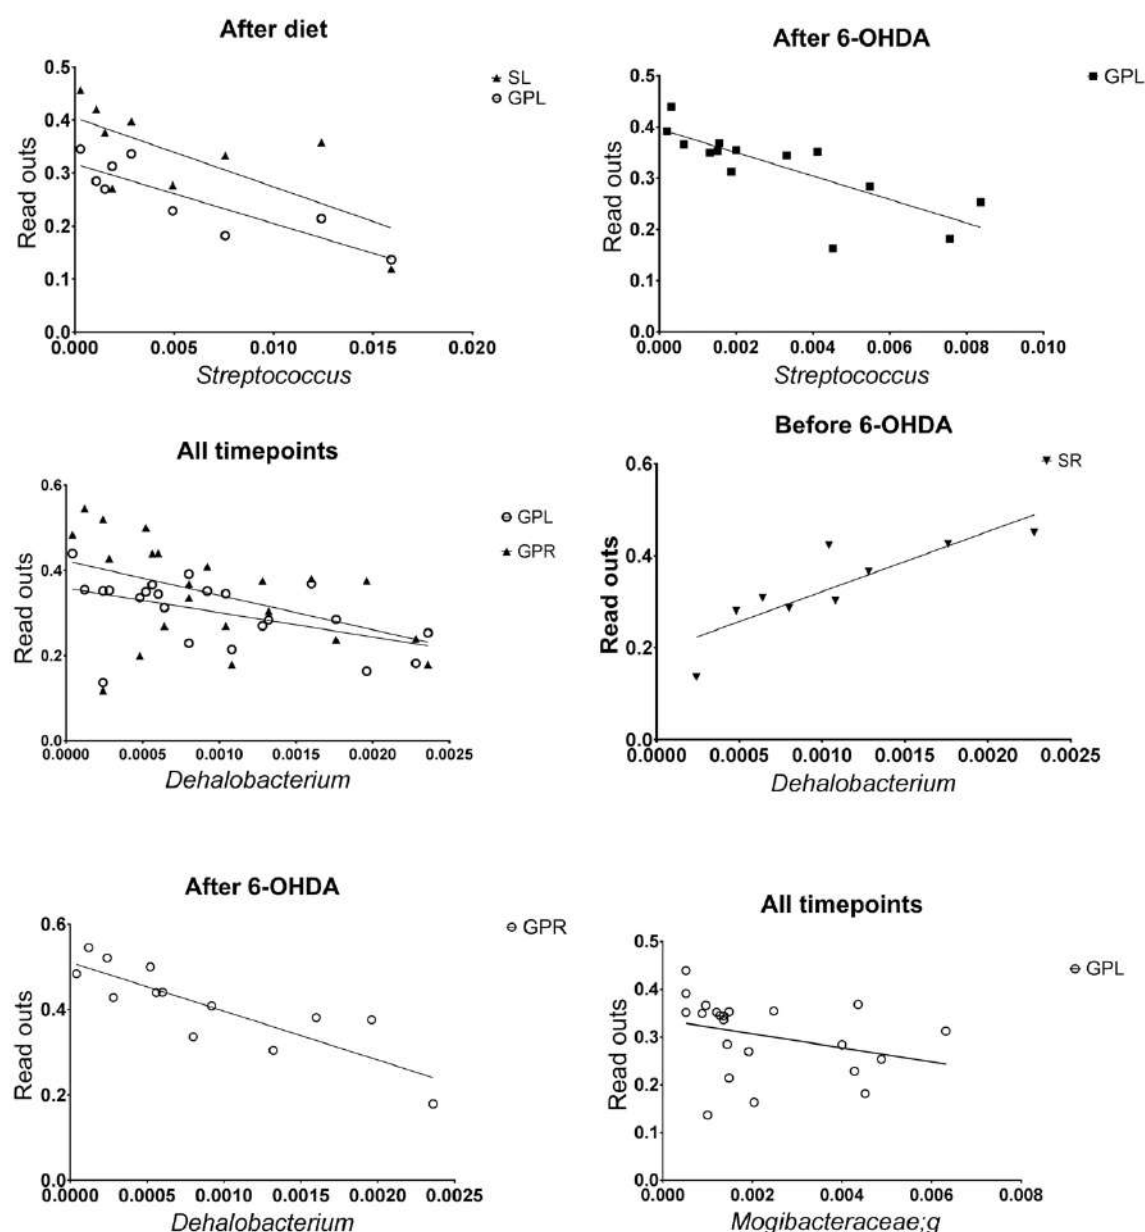 After diet
SL
GPL
Read outs
0.5
0.4
0.3
0.2
0.1
0.0
0.000 0.005 0.010 0.015 0.020
Streptococcus
After 6-OHDA
GPL
Read outs
0.5
0.4
0.3
0.2
0.1
0.0
0.000 0.002 0.004 0.006 0.008 0.010
Streptococcus
All timepoints
GPL
GPR
Read outs
0.6
0.4
0.2
0.0
0.0000 0.0005 0.0010 0.0015 0.0020 0.0025
Dehalobacterium
Before 6-OHDA
SR
Read outs
0.6
0.4
0.2
0.0
0.000 0.0005 0.0010 0.0015 0.0020 0.0025
Dehalobacterium
After 6-OHDA
GPR
Read outs
0.6
0.4
0.2
0.0
0.0000 0.0005 0.0010 0.0015 0.0020 0.0025
Dehalobacterium
All timepoints
GPL
Read outs
0.5
0.4
0.3
0.2
0.1
0.0
0.000 0.002 0.004 0.006 0.008
Mogibacteraceae;g